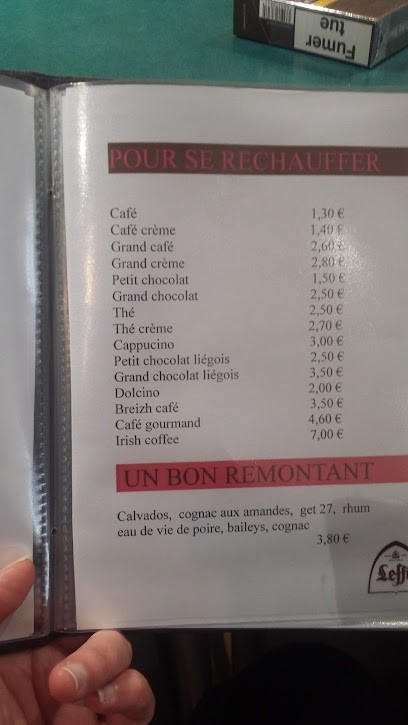 Fumer
tue
POUR SE RECHAUFFER
Café 1,30 €
Café crème 1,40 €
Grand café 2,60 €
Grand crème 2,80 €
Petit chocolat 1,50 €
Grand chocolat 2,50 €
Thé 2,50 €
Thé crème 2,70 €
Cappucino 3,00 €
Petit chocolat liégois 2,50 €
Grand chocolat liégois 3,50 €
Dolcino 2,00 €
Breizh café 3,50 €
Café gourmand 4,60 €
Irish coffee 7,00 €
UN BON REMONTANT
Calvados, cognac aux amandes, get 27, rhum
eau de vie de poire, baileys, cognac
3,80 €